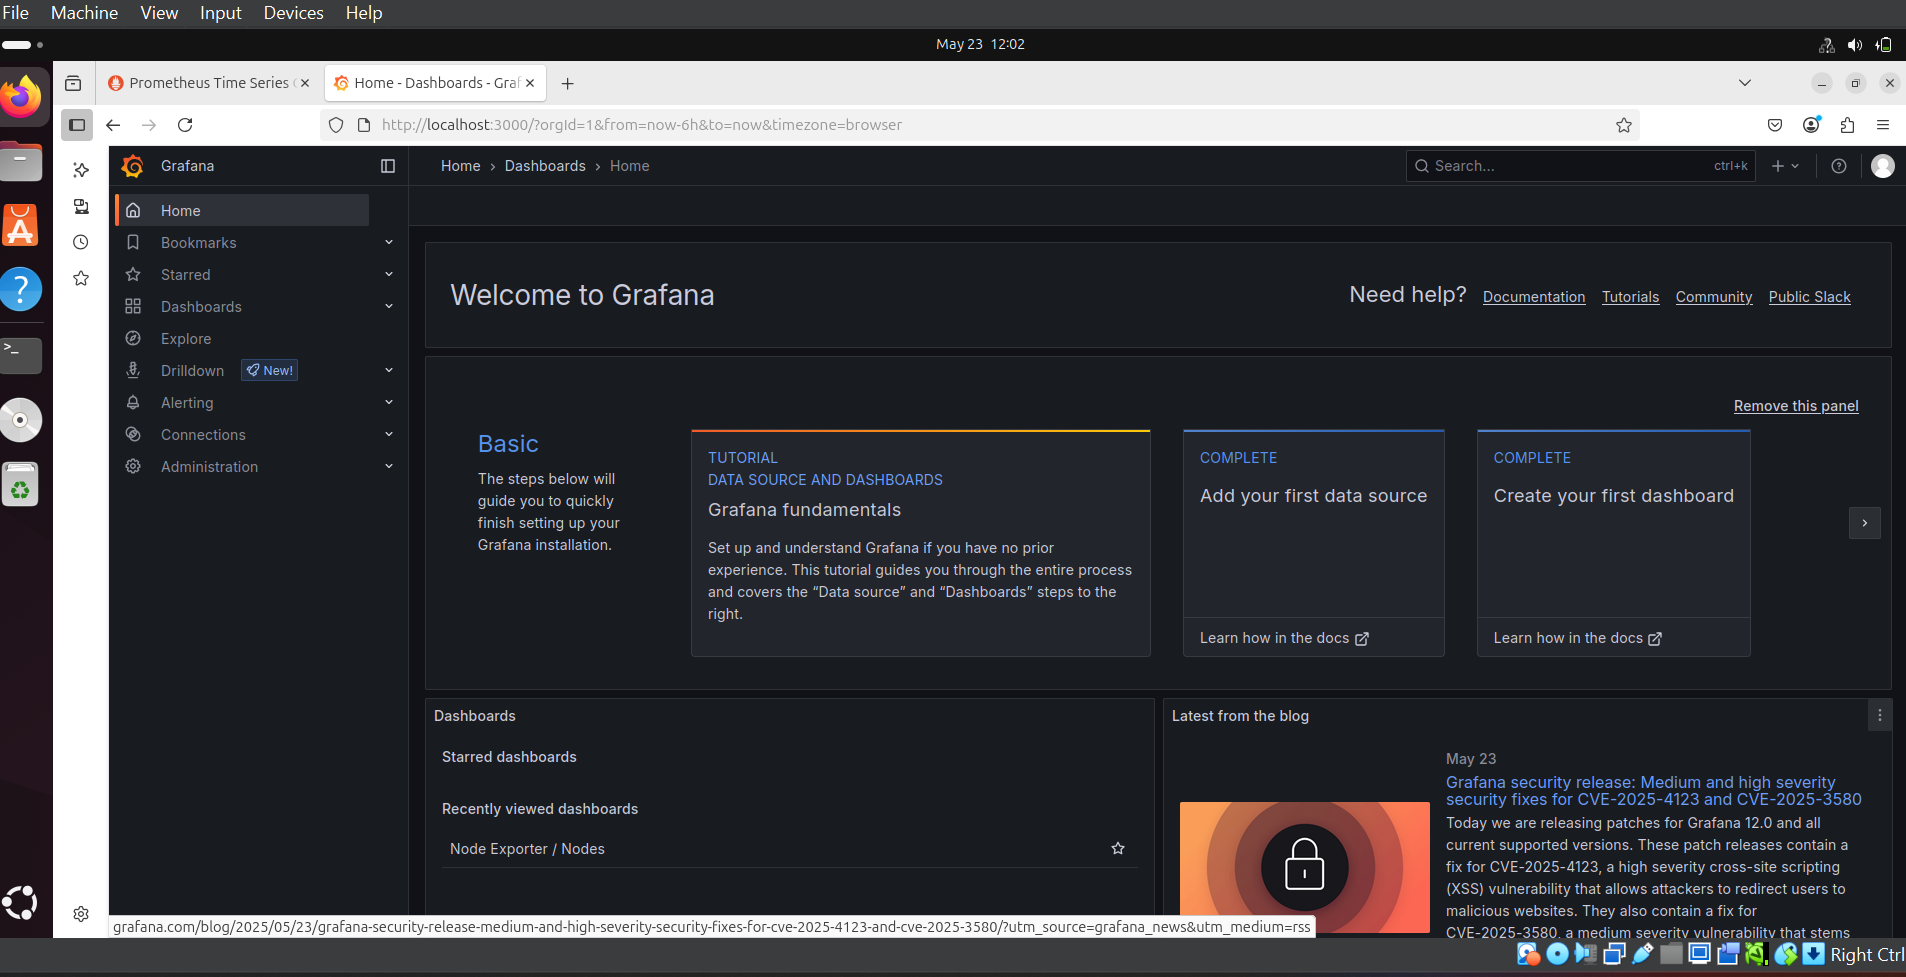 File Machine View Input Devices Help
May 23 12:02
Prometheus Time Series
Home - Dashboards - Graf
http://localhost:3000/?orgId=1&from=now-6h&to=now&timezone=browser
Grafana
Home › Dashboards › Home
Search...
ctrl+k
Home
Bookmarks
Starred
Dashboards
Explore
Drilldown New!
Alerting
Connections
Administration
Welcome to Grafana
Need help? Documentation Tutorials Community Public Slack
Remove this panel
Basic
The steps below will
guide you to quickly
finish setting up your
Grafana installation.
TUTORIAL
DATA SOURCE AND DASHBOARDS
Grafana fundamentals
Set up and understand Grafana if you have no prior
experience. This tutorial guides you through the entire process
and covers the “Data source” and “Dashboards” steps to the
right.
COMPLETE
Add your first data source
Learn how in the docs
COMPLETE
Create your first dashboard
Learn how in the docs
Dashboards
Starred dashboards
Recently viewed dashboards
Node Exporter / Nodes
Latest from the blog
May 23
Grafana security release: Medium and high severity
security fixes for CVE-2025-4123 and CVE-2025-3580
Today we are releasing patches for Grafana 12.0 and all
current supported versions. These patch releases contain a
fix for CVE-2025-4123, a high severity cross-site scripting
(XSS) vulnerability that allows attackers to redirect users to
malicious websites. They also contain a fix for
CVE-2025-3580, a medium severity vulnerability that stems
grafana.com/blog/2025/05/23/grafana-security-release-medium-and-high-severity-security-fixes-for-cve-2025-4123-and-cve-2025-3580/?utm_source=grafana_news&utm_medium=rss
Right Ctrl